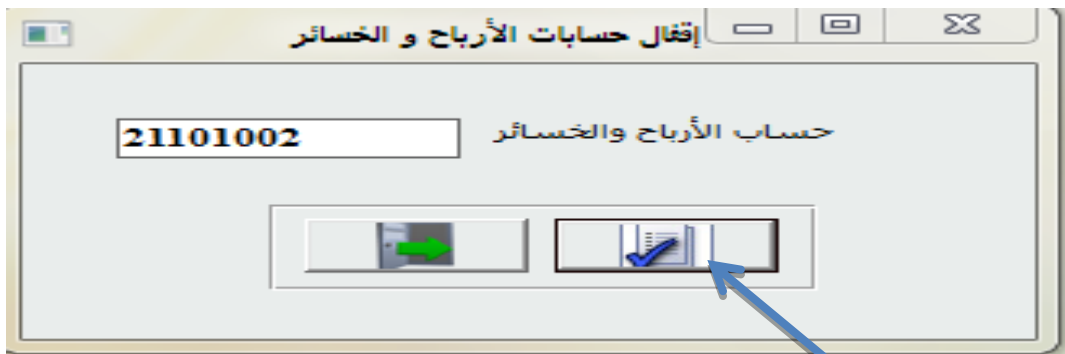 إقفال حسابات الأرباح و الخسائر
حساب الأرباح والخسائر
21101002